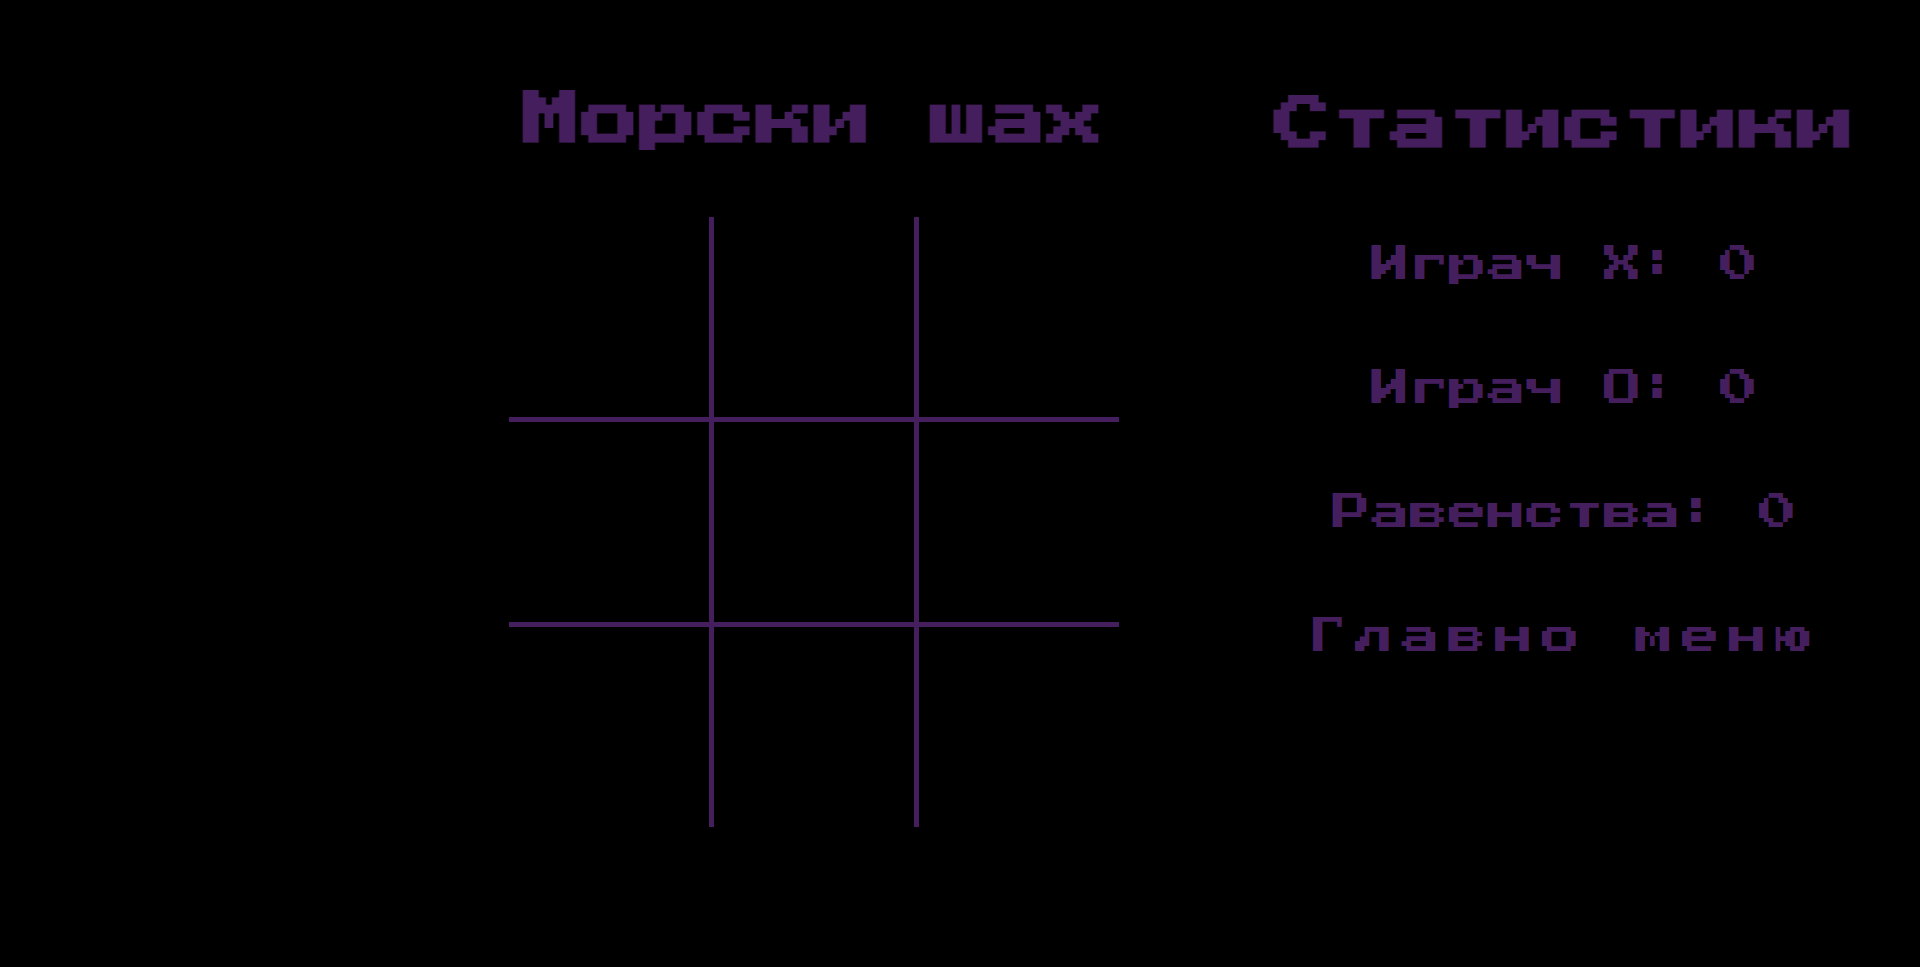 Морски шах
Статистики
Играч X: 0
Играч O: 0
Равенства: 0
Главно меню